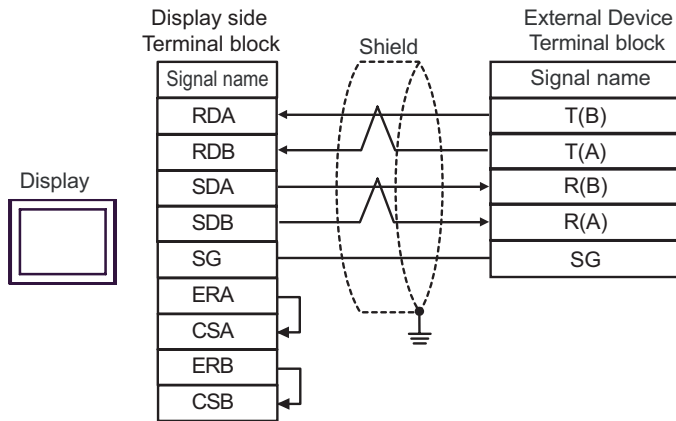 Display side
Terminal block
Shield
External Device
Terminal block
Signal name
Signal name
RDA
T(B)
RDB
T(A)
Display
SDA
R(B)
SDB
R(A)
SG
SG
ERA
CSA
ERB
CSB